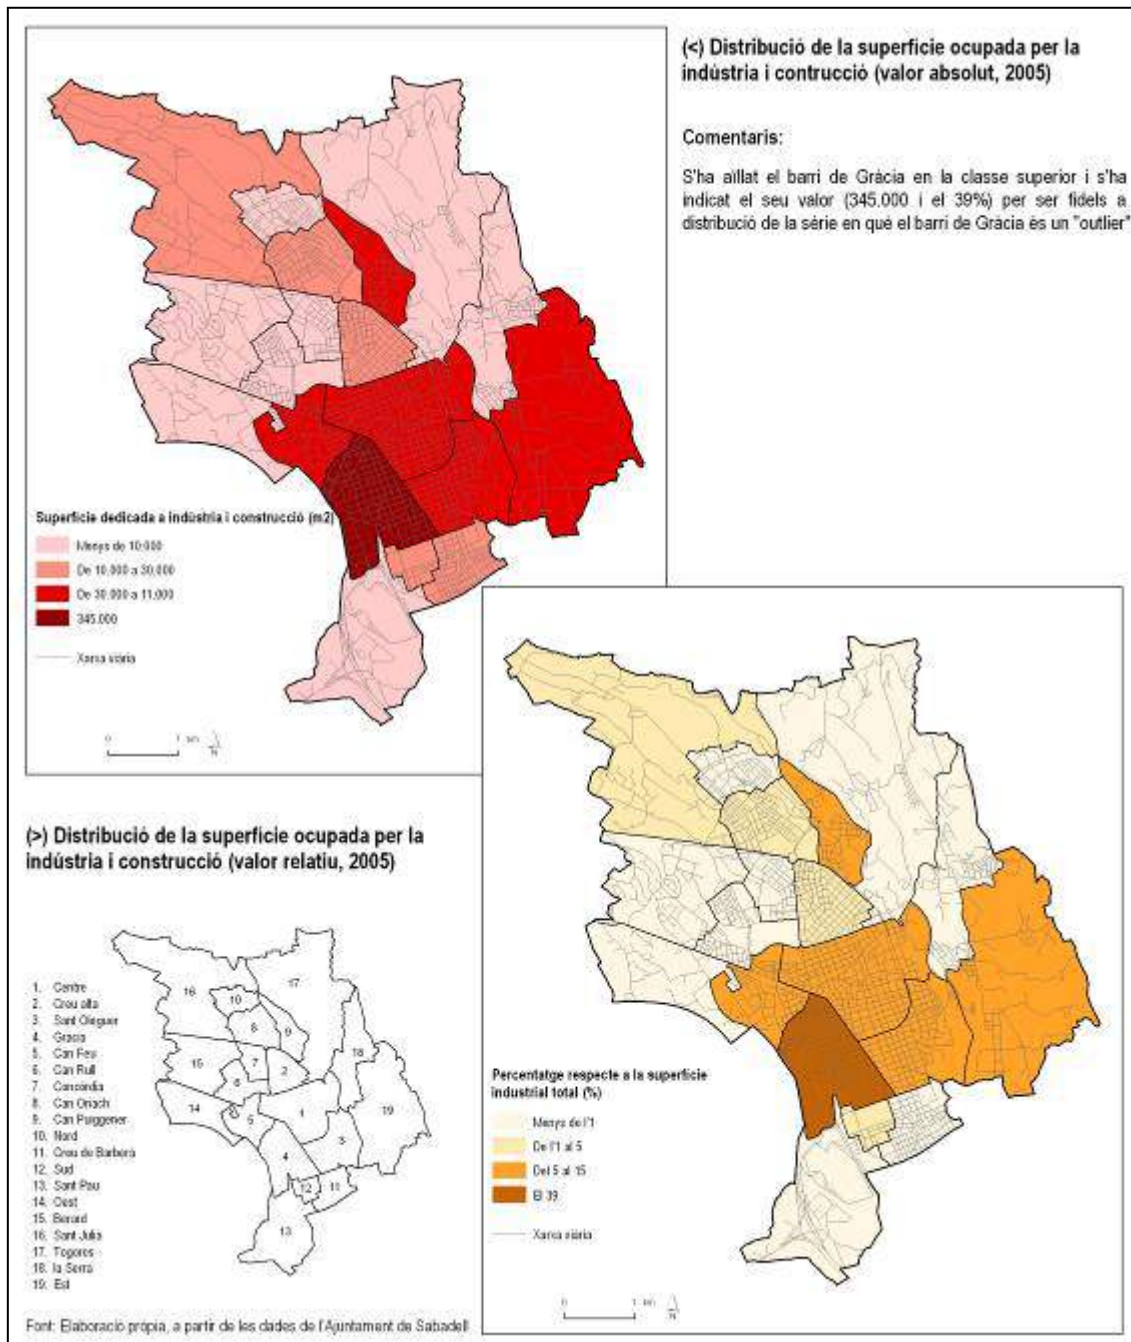 (<) Distribució de la superfície ocupada per la
indústria i contrucció (valor absolut, 2005)
Comentaris:
S'ha aïllat el barri de Gràcia en la classe superior i s'ha
indicat el seu valor (345.000 i el 39%) per ser fidels a
distribució de la sèrie en què el barri de Gràcia és un "outlier"
Superfície dedicada a indústria i construcció (m2)
Menys de 10.000
De 10.000 a 30.000
De 30.000 a 11.000
345.000
Xarxa viària
0 1 km
N
(>) Distribució de la superfície ocupada per la
indústria i construcció (valor relatiu, 2005)
1. Centre
2. Creu alta
3. Sant Oleguer
4. Gracia
5. Can Feu
6. Can Rull
7. Concòrdia
8. Can Oriach
9. Can Puiggener
10. Nord
11. Creu de Barberà
12. Sud
13. Sant Pau
14. Oest
15. Berard
16. Sant Julià
17. Togores
18. la Serra
19. Est
16
17
10
8
9
18
15
7
2
6
14
5
1
19
3
4
12
11
13
Percentatge respecte a la superfície
industrial total (%)
Menys de l'1
De l'1 al 5
Del 5 al 15
El 39
Xarxa viària
0 1 km
N
Font: Elaboració pròpia, a partir de les dades de l'Ajuntament de Sabadell